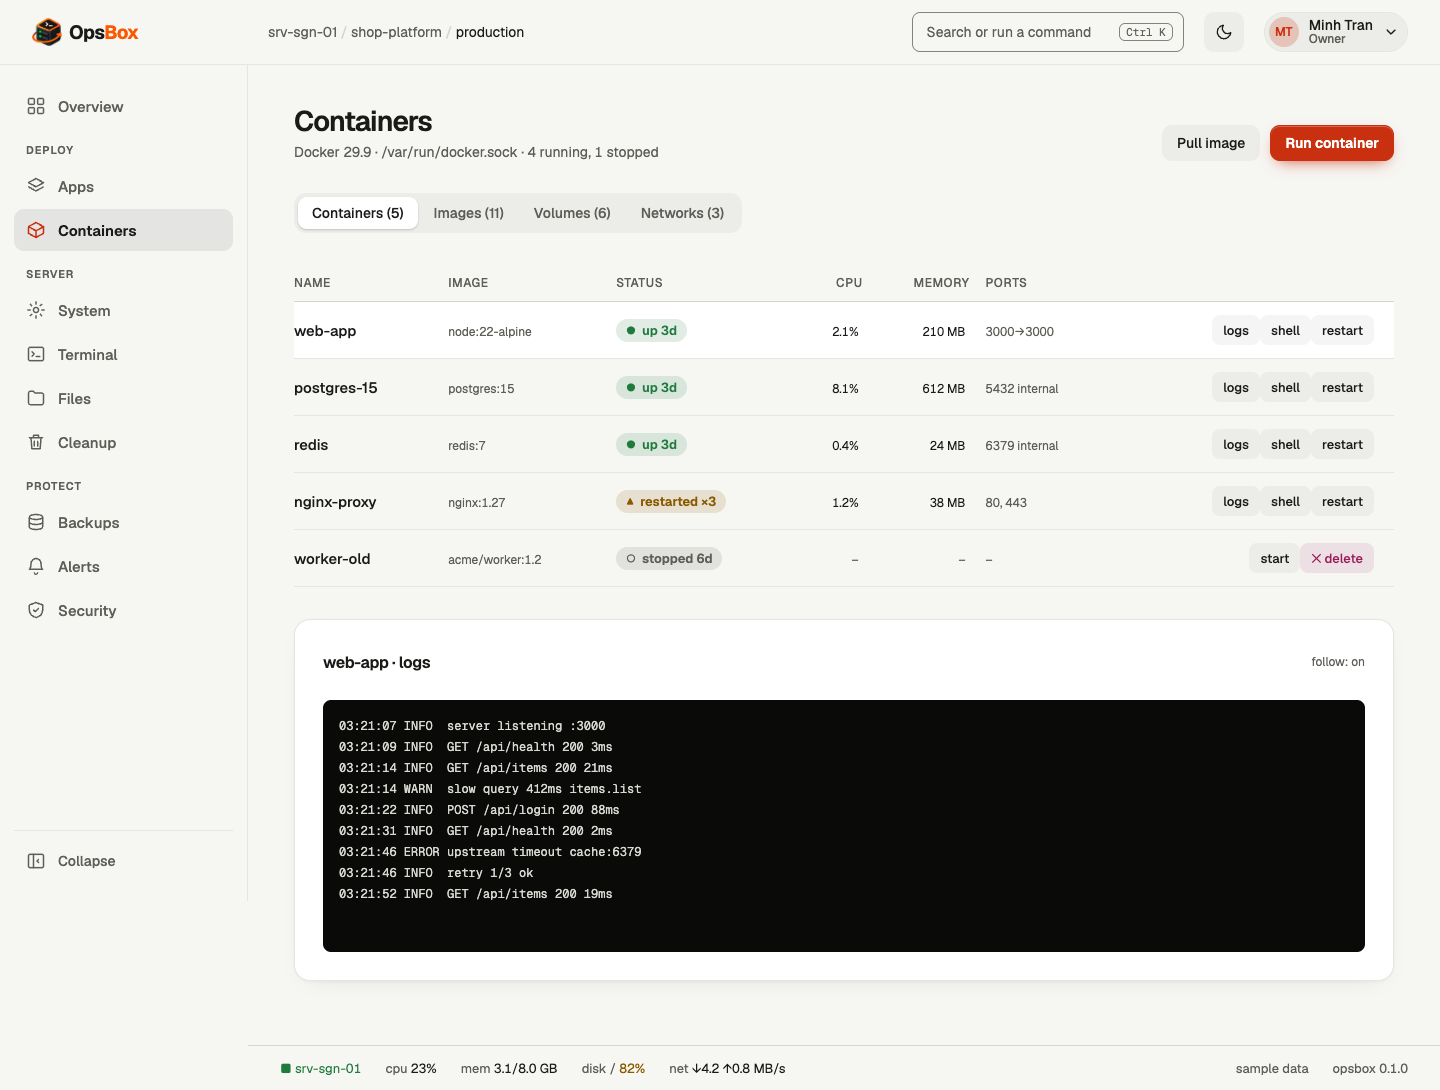 OpsBox
srv-sgn-01 / shop-platform / production
Search or run a command Ctrl K
MT Minh Tran
Owner
Overview
DEPLOY
Apps
Containers
SERVER
System
Terminal
Files
Cleanup
PROTECT
Backups
Alerts
Security
Collapse
Containers
Docker 29.9 · /var/run/docker.sock · 4 running, 1 stopped
Pull image Run container
Containers (5) Images (11) Volumes (6) Networks (3)
NAME IMAGE STATUS CPU MEMORY PORTS
web-app node:22-alpine up 3d 2.1% 210 MB 3000→3000 logs shell restart
postgres-15 postgres:15 up 3d 8.1% 612 MB 5432 internal logs shell restart
redis redis:7 up 3d 0.4% 24 MB 6379 internal logs shell restart
nginx-proxy nginx:1.27 restarted ×3 1.2% 38 MB 80, 443 logs shell restart
worker-old acme/worker:1.2 stopped 6d – – – start delete
web-app · logs follow: on
03:21:07 INFO server listening :3000
03:21:09 INFO GET /api/health 200 3ms
03:21:14 INFO GET /api/items 200 21ms
03:21:14 WARN slow query 412ms items.list
03:21:22 INFO POST /api/login 200 88ms
03:21:31 INFO GET /api/health 200 2ms
03:21:46 ERROR upstream timeout cache:6379
03:21:46 INFO retry 1/3 ok
03:21:52 INFO GET /api/items 200 19ms
srv-sgn-01 cpu 23% mem 3.1/8.0 GB disk / 82% net ↓4.2 ↑0.8 MB/s sample data opsbox 0.1.0